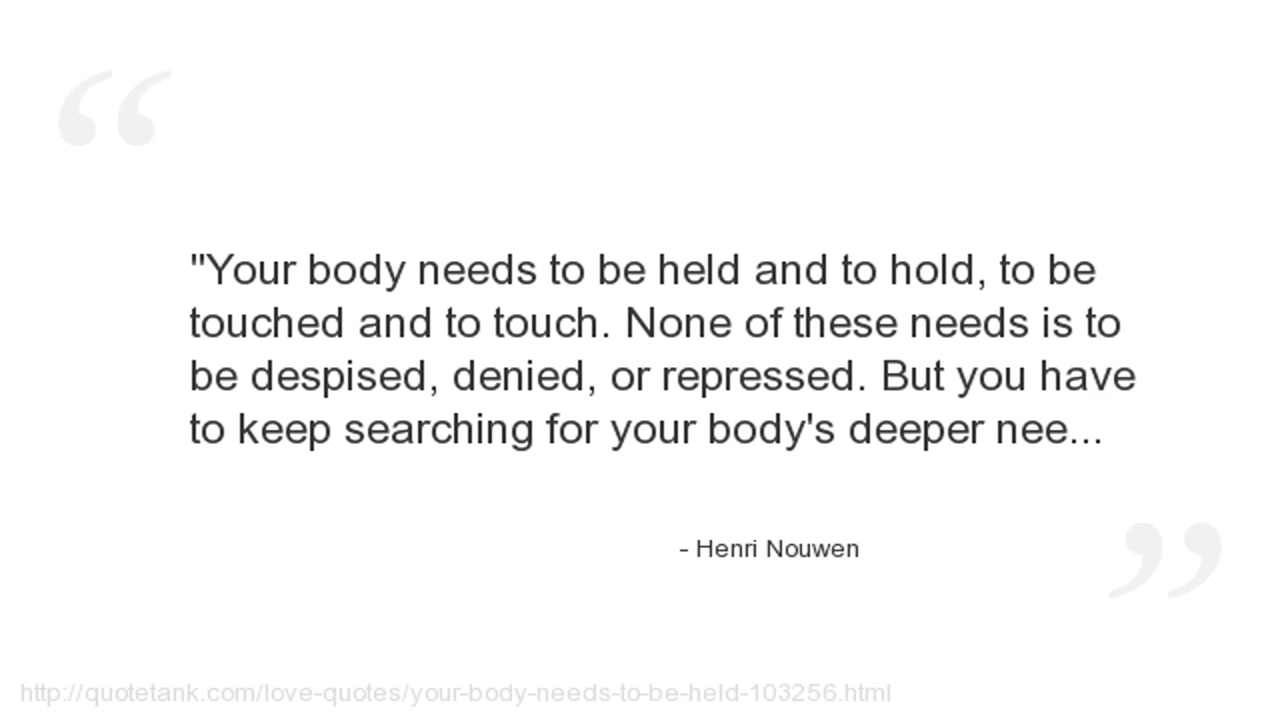 "Your body needs to be held and to hold, to be
touched and to touch. None of these needs is to
be despised, denied, or repressed. But you have
to keep searching for your body's deeper nee...
- Henri Nouwen
http://quotetank.com/love-quotes/your-body-needs-to-be-held-103256.html